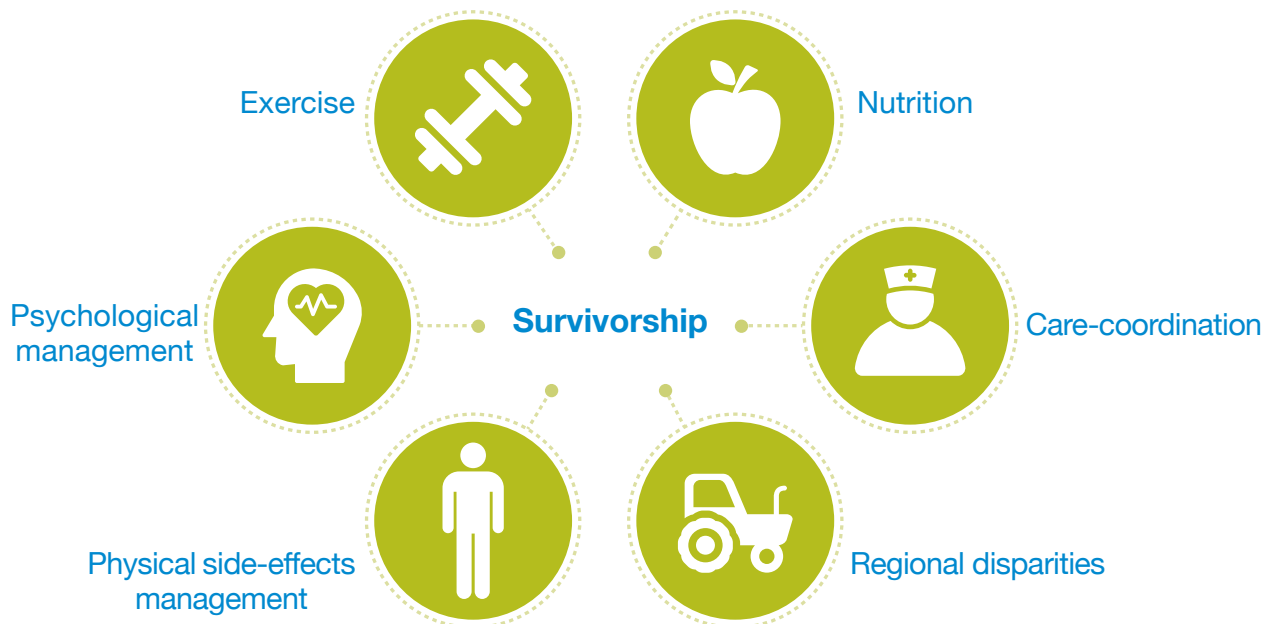 Exercise
Nutrition
Psychological
management
Survivorship
Care-coordination
Physical side-effects
management
Regional disparities